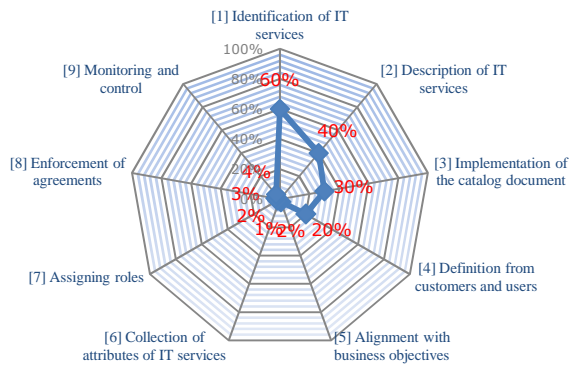 [1] Identification of IT
services
100%
80%
60%
40%
20%
0%
60%
[2] Description of IT
services
40%
[3] Implementation of
the catalog document
30%
[4] Definition from
customers and users
20%
[5] Alignment with
business objectives
2%
[6] Collection of
attributes of IT services
1%
[7] Assigning roles
2%
[8] Enforcement of
agreements
3%
[9] Monitoring and
control
4%